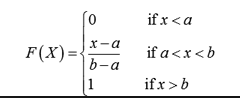 0 if x < a
F(X) = { x − a / b − a if a < x < b
1 if x > b